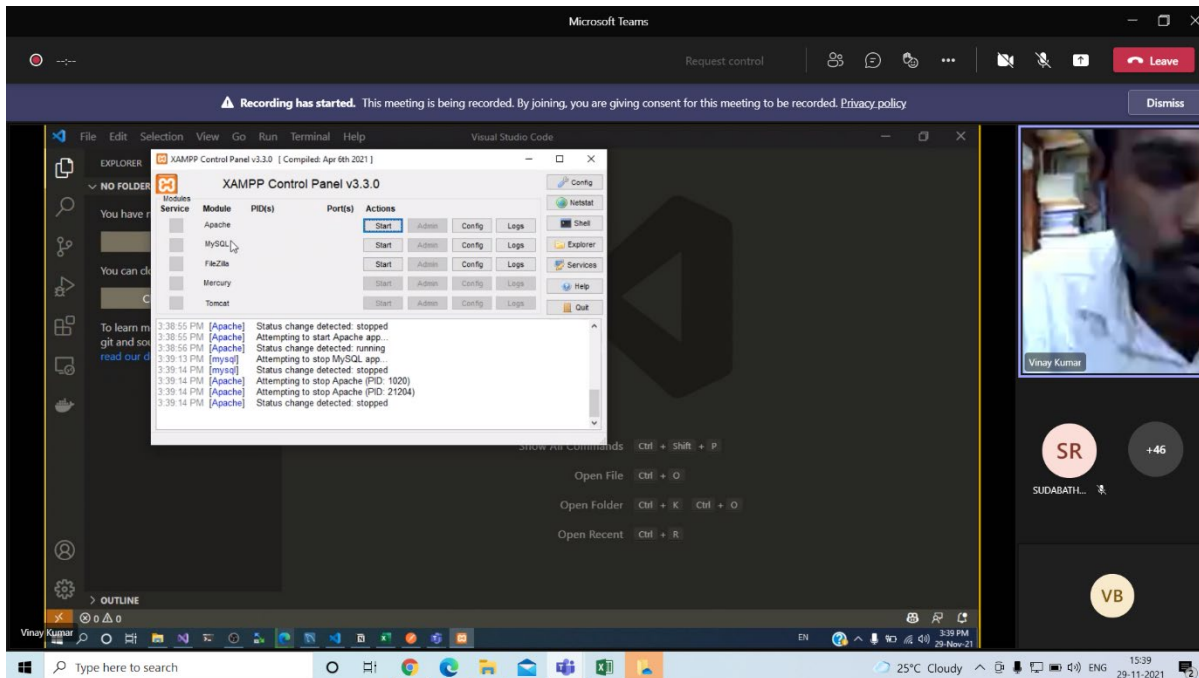 Microsoft Teams
--:--
Request control
Leave
Recording has started. This meeting is being recorded. By joining, you are giving consent for this meeting to be recorded. Privacy policy
Dismiss
File Edit Selection View Go Run Terminal Help
Visual Studio Code
EXPLORER
NO FOLDER
You have
You can
To learn
git and
read our
XAMPP Control Panel v3.3.0 [ Compiled: Apr 6th 2021 ]
XAMPP Control Panel v3.3.0
Config
Modules
Service Module PID(s) Port(s) Actions
Netstat
Apache Start Admin Config Logs
Shell
MySQL Start Admin Config Logs
Explorer
FileZilla Start Admin Config Logs
Services
Mercury Start Admin Config Logs
Help
Tomcat Start Admin Config Logs
Quit
3:38:55 PM [Apache] Status change detected: stopped
3:38:55 PM [Apache] Attempting to start Apache app...
3:38:56 PM [Apache] Status change detected: running
3:39:13 PM [mysql] Attempting to stop MySQL app...
3:39:14 PM [mysql] Status change detected: stopped
3:39:14 PM [Apache] Attempting to stop Apache (PID: 1020)
3:39:14 PM [Apache] Attempting to stop Apache (PID: 21204)
3:39:14 PM [Apache] Status change detected: stopped
Show All Commands Ctrl + Shift + P
Open File Ctrl + O
Open Folder Ctrl + K Ctrl + O
Open Recent Ctrl + R
OUTLINE
0 0
Vinay Kumar
EN
3:39 PM
29-Nov-21
Vinay Kumar
SR
+46
SUDABATH...
VB
Type here to search
25°C Cloudy
ENG
15:39
29-11-2021
2